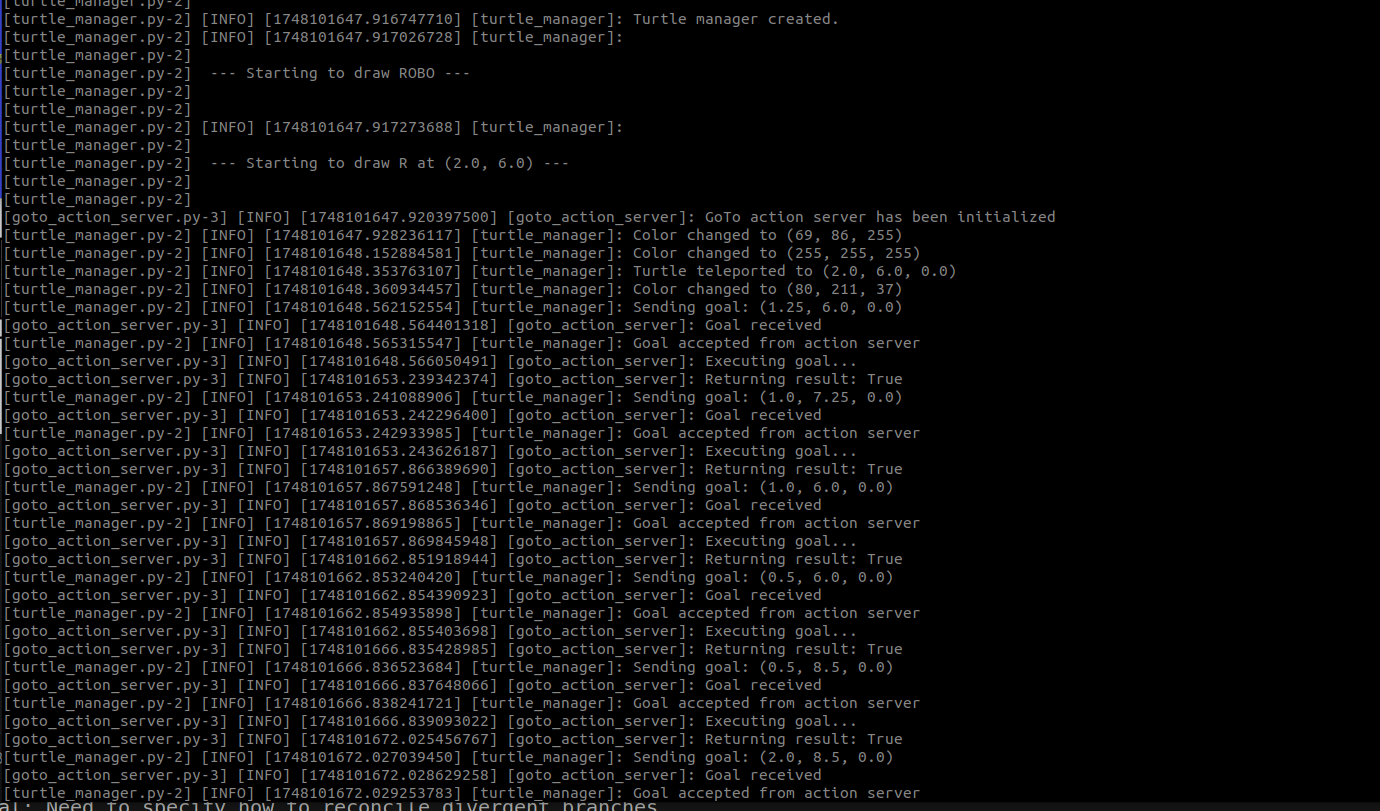 [turtle_manager.py-2]
[turtle_manager.py-2] [INFO] [1748101647.916747710] [turtle_manager]: Turtle manager created.
[turtle_manager.py-2] [INFO] [1748101647.917026728] [turtle_manager]:
[turtle_manager.py-2]
[turtle_manager.py-2]  --- Starting to draw ROBO ---
[turtle_manager.py-2]
[turtle_manager.py-2]
[turtle_manager.py-2] [INFO] [1748101647.917273688] [turtle_manager]:
[turtle_manager.py-2]
[turtle_manager.py-2]  --- Starting to draw R at (2.0, 6.0) ---
[turtle_manager.py-2]
[turtle_manager.py-2]
[goto_action_server.py-3] [INFO] [1748101647.920397500] [goto_action_server]: GoTo action server has been initialized
[turtle_manager.py-2] [INFO] [1748101647.928236117] [turtle_manager]: Color changed to (69, 86, 255)
[turtle_manager.py-2] [INFO] [1748101648.152884581] [turtle_manager]: Color changed to (255, 255, 255)
[turtle_manager.py-2] [INFO] [1748101648.353763107] [turtle_manager]: Turtle teleported to (2.0, 6.0, 0.0)
[turtle_manager.py-2] [INFO] [1748101648.360934457] [turtle_manager]: Color changed to (80, 211, 37)
[turtle_manager.py-2] [INFO] [1748101648.562152554] [turtle_manager]: Sending goal: (1.25, 6.0, 0.0)
[goto_action_server.py-3] [INFO] [1748101648.564401318] [goto_action_server]: Goal received
[turtle_manager.py-2] [INFO] [1748101648.565315547] [turtle_manager]: Goal accepted from action server
[goto_action_server.py-3] [INFO] [1748101648.566050491] [goto_action_server]: Executing goal...
[goto_action_server.py-3] [INFO] [1748101653.239342374] [goto_action_server]: Returning result: True
[turtle_manager.py-2] [INFO] [1748101653.241088906] [turtle_manager]: Sending goal: (1.0, 7.25, 0.0)
[goto_action_server.py-3] [INFO] [1748101653.242296400] [goto_action_server]: Goal received
[turtle_manager.py-2] [INFO] [1748101653.242933985] [turtle_manager]: Goal accepted from action server
[goto_action_server.py-3] [INFO] [1748101653.243626187] [goto_action_server]: Executing goal...
[goto_action_server.py-3] [INFO] [1748101657.866389690] [goto_action_server]: Returning result: True
[turtle_manager.py-2] [INFO] [1748101657.867591248] [turtle_manager]: Sending goal: (1.0, 6.0, 0.0)
[goto_action_server.py-3] [INFO] [1748101657.868536346] [goto_action_server]: Goal received
[turtle_manager.py-2] [INFO] [1748101657.869198865] [turtle_manager]: Goal accepted from action server
[goto_action_server.py-3] [INFO] [1748101657.869845948] [goto_action_server]: Executing goal...
[goto_action_server.py-3] [INFO] [1748101662.851918944] [goto_action_server]: Returning result: True
[turtle_manager.py-2] [INFO] [1748101662.853240420] [turtle_manager]: Sending goal: (0.5, 6.0, 0.0)
[goto_action_server.py-3] [INFO] [1748101662.854390923] [goto_action_server]: Goal received
[turtle_manager.py-2] [INFO] [1748101662.854935898] [turtle_manager]: Goal accepted from action server
[goto_action_server.py-3] [INFO] [1748101662.855403698] [goto_action_server]: Executing goal...
[goto_action_server.py-3] [INFO] [1748101666.835428985] [goto_action_server]: Returning result: True
[turtle_manager.py-2] [INFO] [1748101666.836523684] [turtle_manager]: Sending goal: (0.5, 8.5, 0.0)
[goto_action_server.py-3] [INFO] [1748101666.837648066] [goto_action_server]: Goal received
[turtle_manager.py-2] [INFO] [1748101666.838241721] [turtle_manager]: Goal accepted from action server
[goto_action_server.py-3] [INFO] [1748101666.839093022] [goto_action_server]: Executing goal...
[goto_action_server.py-3] [INFO] [1748101672.025456767] [goto_action_server]: Returning result: True
[turtle_manager.py-2] [INFO] [1748101672.027039450] [turtle_manager]: Sending goal: (2.0, 8.5, 0.0)
[goto_action_server.py-3] [INFO] [1748101672.028629258] [goto_action_server]: Goal received
[turtle_manager.py-2] [INFO] [1748101672.029253783] [turtle_manager]: Goal accepted from action server
al: Need to specify how to reconcile divergent branches